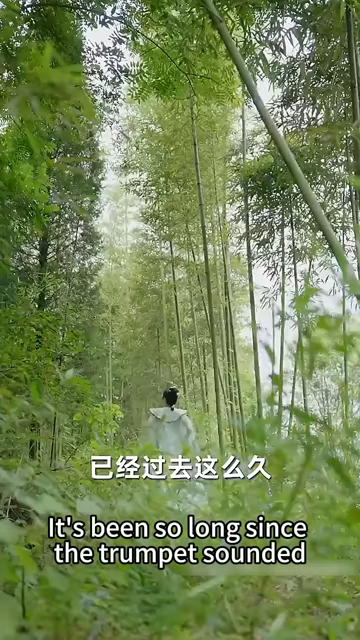 已经过去这么久
It's been so long since
the trumpet sounded